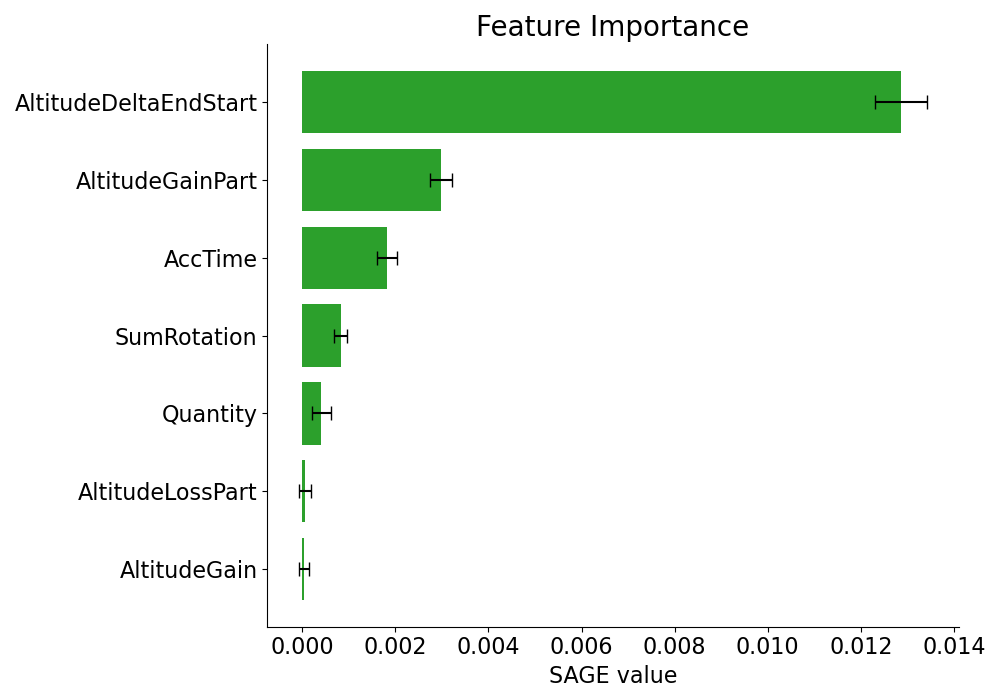 Feature Importance
AltitudeDeltaEndStart
AltitudeGainPart
AccTime
SumRotation
Quantity
AltitudeLossPart
AltitudeGain
0.000 0.002 0.004 0.006 0.008 0.010 0.012 0.014
SAGE value